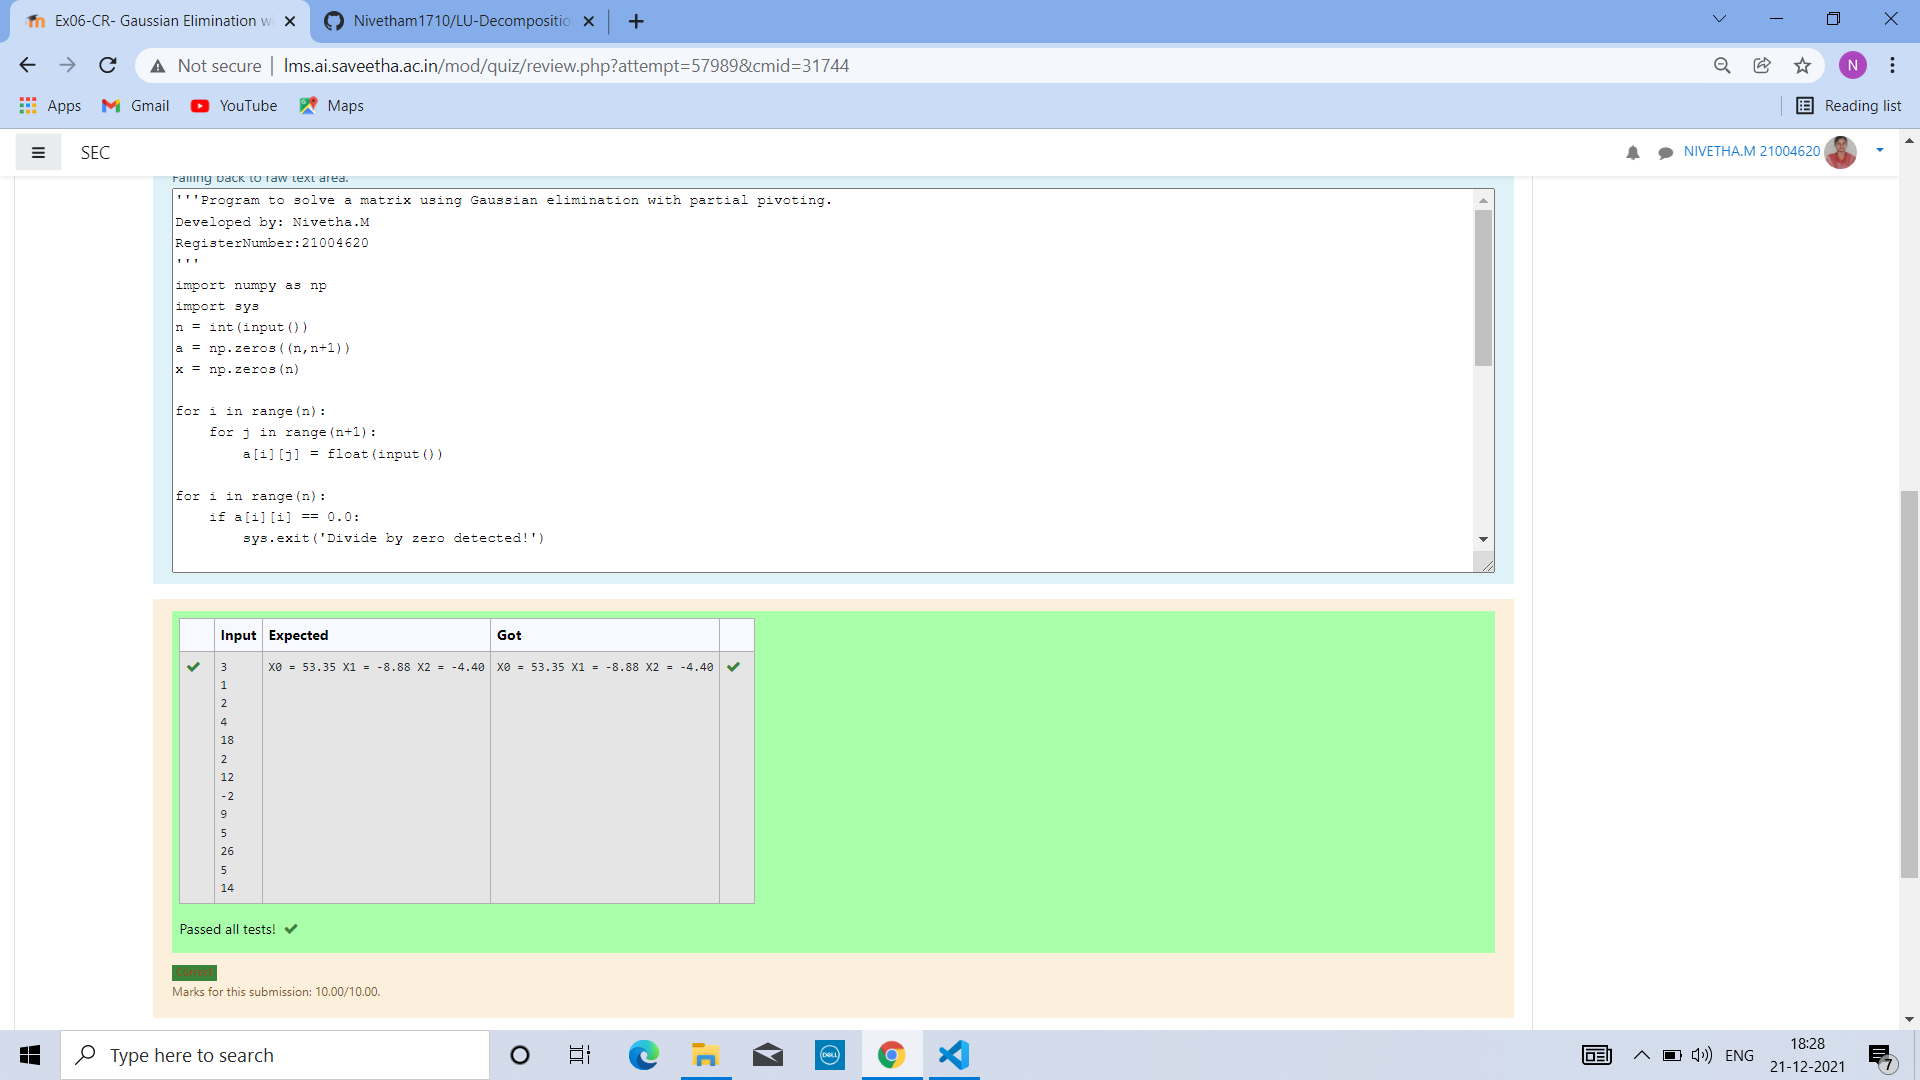 Ex06-CR- Gaussian Elimination wi
Nivetham1710/LU-Decompositio
Not secure
lms.ai.saveetha.ac.in/mod/quiz/review.php?attempt=57989&cmid=31744
N
Apps
Gmail
YouTube
Maps
Reading list
SEC
NIVETHA.M 21004620
Falling back to raw text area.
'''Program to solve a matrix using Gaussian elimination with partial pivoting.
Developed by: Nivetha.M
RegisterNumber:21004620
'''
import numpy as np
import sys
n = int(input())
a = np.zeros((n,n+1))
x = np.zeros(n)
for i in range(n):
    for j in range(n+1):
        a[i][j] = float(input())
for i in range(n):
    if a[i][i] == 0.0:
        sys.exit('Divide by zero detected!')
Input Expected Got
3 X0 = 53.35 X1 = -8.88 X2 = -4.40 X0 = 53.35 X1 = -8.88 X2 = -4.40
1
2
4
18
2
12
-2
9
5
26
5
14
Passed all tests!
Correct
Marks for this submission: 10.00/10.00.
Type here to search
DELL
ENG
18:28
21-12-2021
7